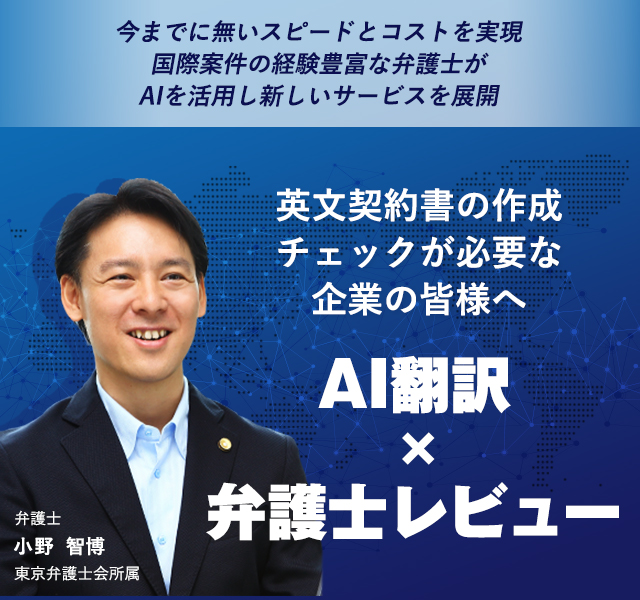 今までに無いスピードとコストを実現
国際案件の経験豊富な弁護士が
AIを活用し新しいサービスを展開
英文契約書の作成
チェックが必要な
企業の皆様へ
AI翻訳
×
弁護士レビュー
弁護士
小野 智博
東京弁護士会所属